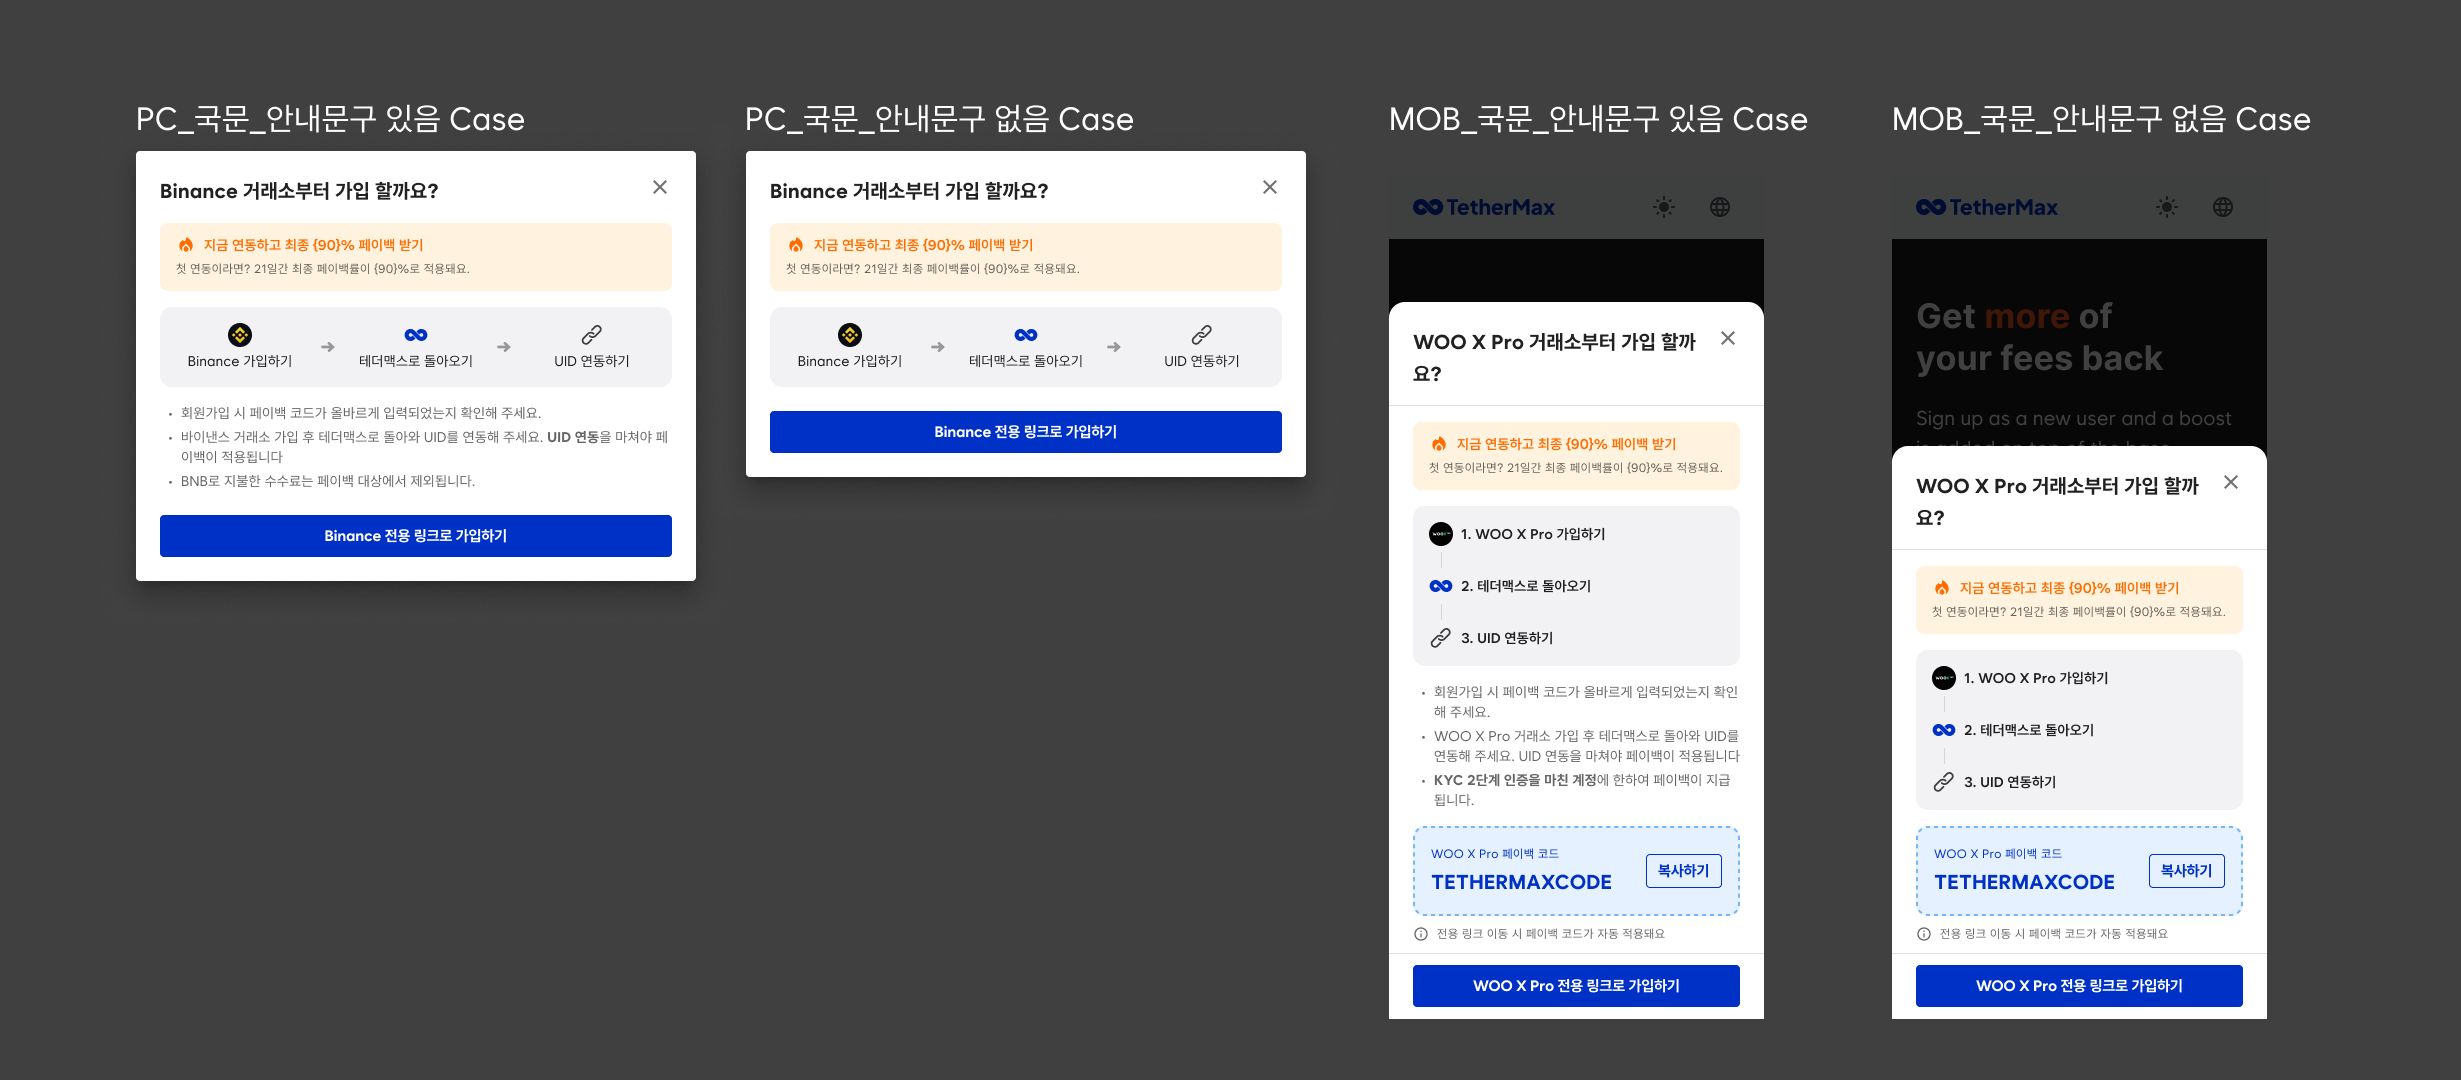 PC_국문_안내문구 있음 Case
Binance 거래소부터 가입 할까요?
지금 연동하고 최종 {90}% 페이백 받기
첫 연동이라면? 21일간 최종 페이백률이 {90}%로 적용돼요.
Binance 가입하기
테더맥스로 돌아오기
UID 연동하기
• 회원가입 시 페이백 코드가 올바르게 입력되었는지 확인해 주세요.
• 바이낸스 거래소 가입 후 테더맥스로 돌아와 UID를 연동해 주세요. UID 연동을 마쳐야 페
이백이 적용됩니다
• BNB로 지불한 수수료는 페이백 대상에서 제외됩니다.
Binance 전용 링크로 가입하기
PC_국문_안내문구 없음 Case
Binance 거래소부터 가입 할까요?
지금 연동하고 최종 {90}% 페이백 받기
첫 연동이라면? 21일간 최종 페이백률이 {90}%로 적용돼요.
Binance 가입하기
테더맥스로 돌아오기
UID 연동하기
Binance 전용 링크로 가입하기
MOB_국문_안내문구 있음 Case
TetherMax
WOO X Pro 거래소부터 가입 할까
요?
지금 연동하고 최종 {90}% 페이백 받기
첫 연동이라면? 21일간 최종 페이백률이 {90}%로 적용돼요.
1. WOO X Pro 가입하기
2. 테더맥스로 돌아오기
3. UID 연동하기
• 회원가입 시 페이백 코드가 올바르게 입력되었는지 확인
해 주세요.
• WOO X Pro 거래소 가입 후 테더맥스로 돌아와 UID를
연동해 주세요. UID 연동을 마쳐야 페이백이 적용됩니다
• KYC 2단계 인증을 마친 계정에 한하여 페이백이 지급
됩니다.
WOO X Pro 페이백 코드
TETHERMAXCODE
복사하기
전용 링크 이동 시 페이백 코드가 자동 적용돼요
WOO X Pro 전용 링크로 가입하기
MOB_국문_안내문구 없음 Case
TetherMax
Get more of
your fees back
Sign up as a new user and a boost
is added on top of the base
WOO X Pro 거래소부터 가입 할까
요?
지금 연동하고 최종 {90}% 페이백 받기
첫 연동이라면? 21일간 최종 페이백률이 {90}%로 적용돼요.
1. WOO X Pro 가입하기
2. 테더맥스로 돌아오기
3. UID 연동하기
WOO X Pro 페이백 코드
TETHERMAXCODE
복사하기
전용 링크 이동 시 페이백 코드가 자동 적용돼요
WOO X Pro 전용 링크로 가입하기